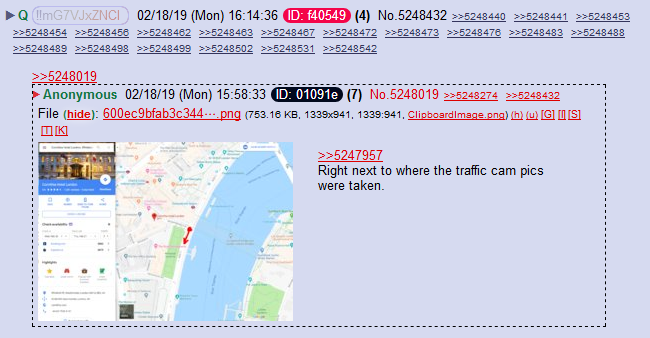 Q !!mG7VJxZNCI 02/18/19 (Mon) 16:14:36 ID: f40549 (4) No.5248432 >>5248440 >>5248441 >>5248453
>>5248454 >>5248456 >>5248462 >>5248463 >>5248467 >>5248472 >>5248473 >>5248476 >>5248483 >>5248488
>>5248489 >>5248498 >>5248499 >>5248502 >>5248531 >>5248542
>>5248019
Anonymous 02/18/19 (Mon) 15:58:33 ID: 01091e (7) No.5248019 >>5248274 >>5248432
File (hide): 600ec9bfab3c344⋯.png (753.16 KB, 1339x941, 1339:941, ClipboardImage.png) (h) (u) [G] [I] [S]
[T] [K]
>>5247957
Right next to where the traffic cam pics
were taken.